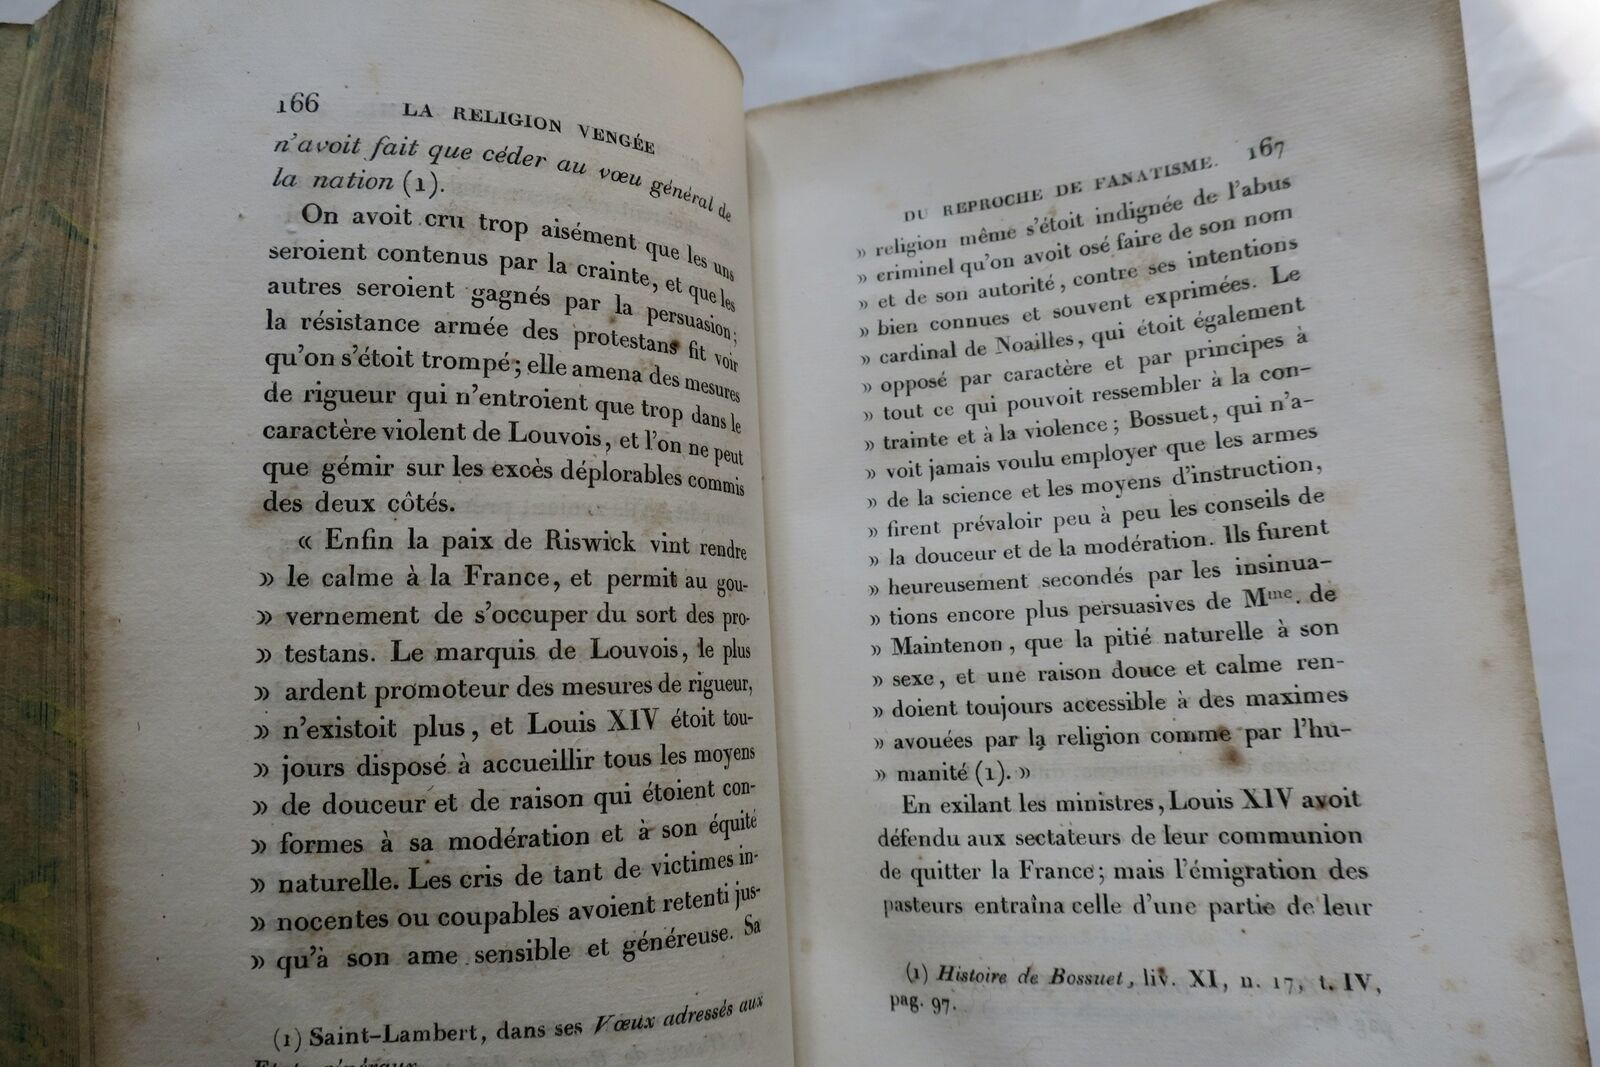 166 LA RELIGION VENGÉE
n'avoit fait que céder au vœu général de
la nation (1).
On avoit cru trop aisément que les uns
seroient contenus par la crainte, et que les
autres seroient gagnés par la persuasion;
la résistance armée des protestans fit voir
qu'on s'étoit trompé; elle amena des mesures
de rigueur qui n'entroient que trop dans le
caractère violent de Louvois, et l'on ne peut
que gémir sur les excès déplorables commis
des deux côtés.
« Enfin la paix de Riswick vint rendre
» le calme à la France, et permit au gou-
» vernement de s'occuper du sort des pro-
» testans. Le marquis de Louvois, le plus
» ardent promoteur des mesures de rigueur,
» n'existoit plus, et Louis XIV étoit tou-
» jours disposé à accueillir tous les moyens
» de douceur et de raison qui étoient con-
» formes à sa modération et à son équité
» naturelle. Les cris de tant de victimes in-
» nocentes ou coupables avoient retenti jus-
» qu'à son ame sensible et généreuse. Sa
(1) Saint-Lambert, dans ses Vœux adressés aux
Etats généraux.
DU REPROCHE DE FANATISME. 167
» religion même s'étoit indignée de l'abus
» criminel qu'on avoit osé faire de son nom
» et de son autorité, contre ses intentions
» bien connues et souvent exprimées. Le
» cardinal de Noailles, qui étoit également
» opposé par caractère et par principes à
» tout ce qui pouvoit ressembler à la con-
» trainte et à la violence; Bossuet, qui n'a-
» voit jamais voulu employer que les armes
» de la science et les moyens d'instruction,
» firent prévaloir peu à peu les conseils de
» la douceur et de la modération. Ils furent
» heureusement secondés par les insinua-
» tions encore plus persuasives de Mme. de
» Maintenon, que la pitié naturelle à son
» sexe, et une raison douce et calme ren-
» doient toujours accessible à des maximes
» avouées par la religion comme par l'hu-
» manité (1). »
En exilant les ministres, Louis XIV avoit
défendu aux sectateurs de leur communion
de quitter la France; mais l'émigration des
pasteurs entraîna celle d'une partie de leur
(1) Histoire de Bossuet, liv. XI, n. 17, t. IV,
pag. 97.